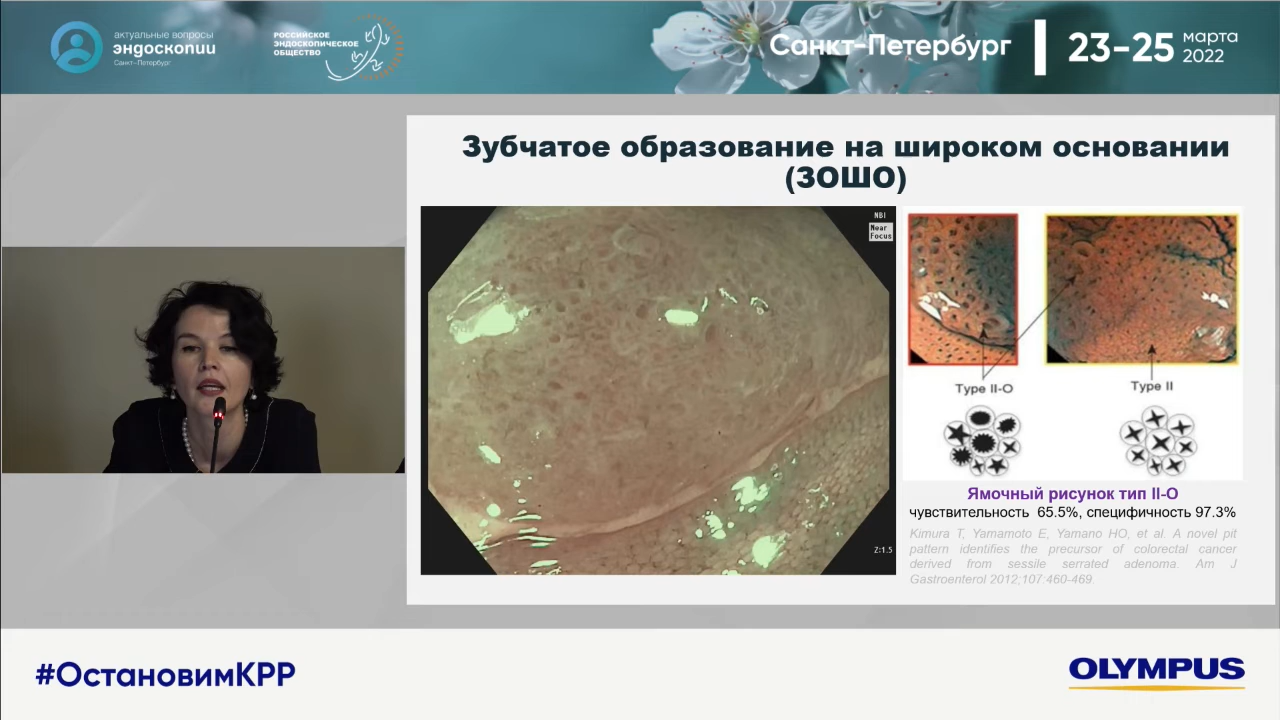 актуальные вопросы
эндоскопии
Санкт-Петербург
РОССИЙСКОЕ
ЭНДОСКОПИЧЕСКОЕ
ОБЩЕСТВО
Санкт-Петербург
23-25
марта
2022
Зубчатое образование на широком основании
(ЗОШО)
NBI
Near
Focus
Z:1.5
Type II-O
Type II
Ямочный рисунок тип II-O
чувствительность 65.5%, специфичность 97.3%
Kimura T, Yamamoto E, Yamano HO, et al. A novel pit
pattern identifies the precursor of colorectal cancer
derived from sessile serrated adenoma. Am J
Gastroenterol 2012;107:460-469.
#ОстановимКРР
OLYMPUS